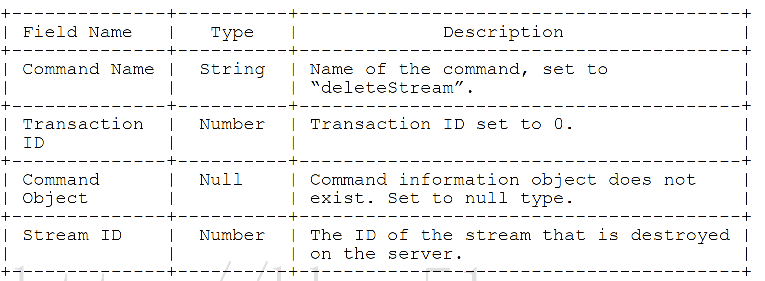 +---------------+------------+---------------------------------------------+
| Field Name | Type | Description |
+---------------+------------+---------------------------------------------+
| Command Name | String | Name of the command, set to |
| | | “deleteStream”. |
+---------------+------------+---------------------------------------------+
| Transaction | Number | Transaction ID set to 0. |
| ID | | |
+---------------+------------+---------------------------------------------+
| Command | Null | Command information object does not |
| Object | | exist. Set to null type. |
+---------------+------------+---------------------------------------------+
| Stream ID | Number | The ID of the stream that is destroyed |
| | | on the server. |
+---------------+------------+---------------------------------------------+